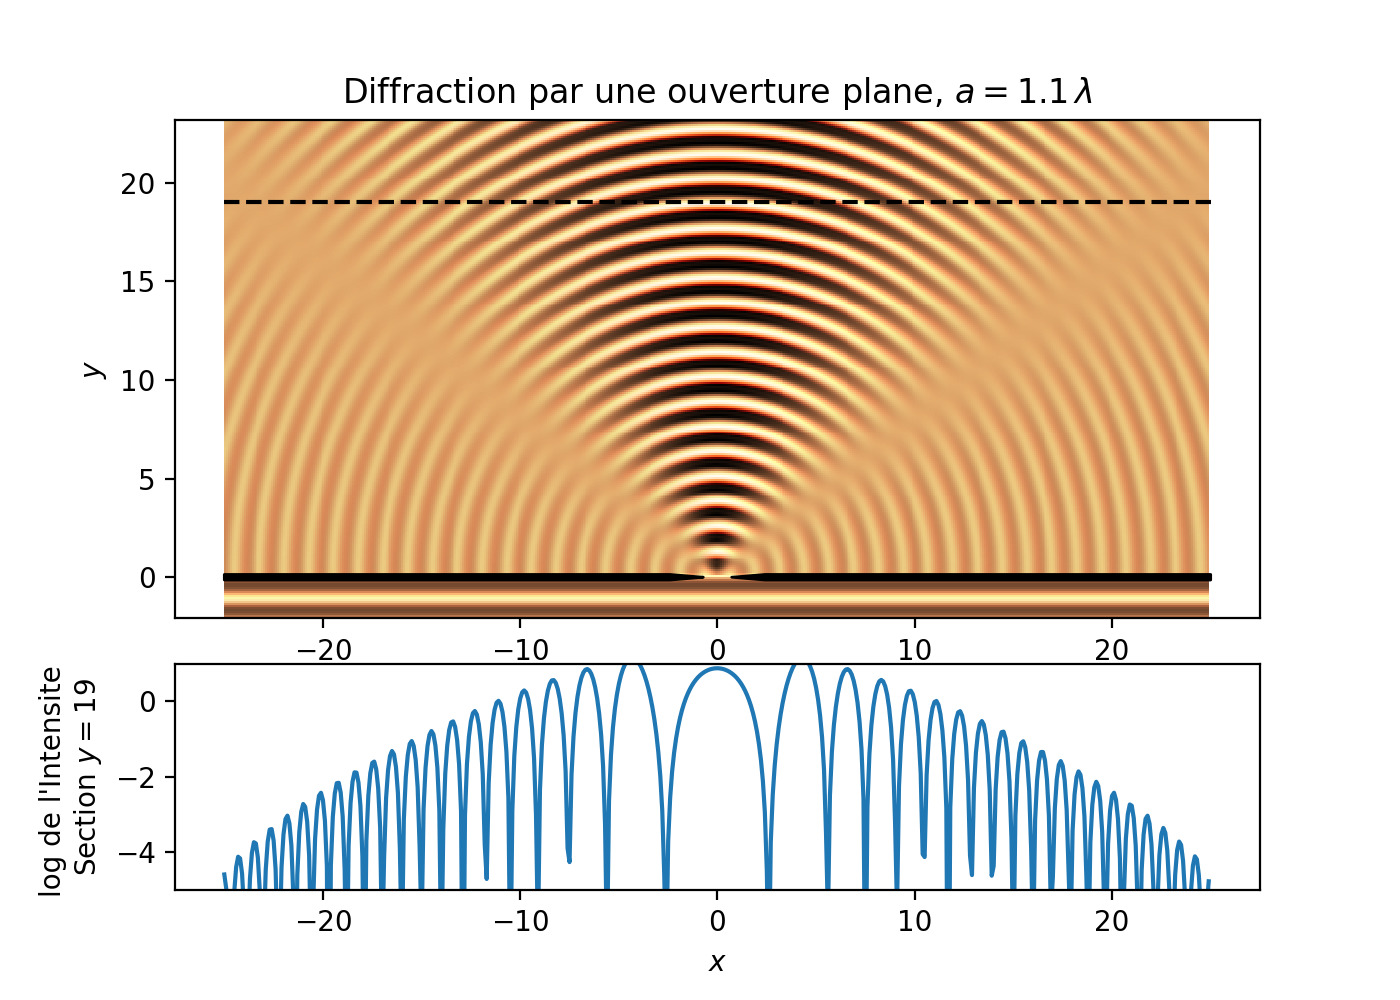 Diffraction par une ouverture plane, a = 1.1 λ
20
15
10
5
0
y
−20 −10 0 10 20
log de l'Intensite
Section y = 19
0
−2
−4
−20 −10 0 10 20
x